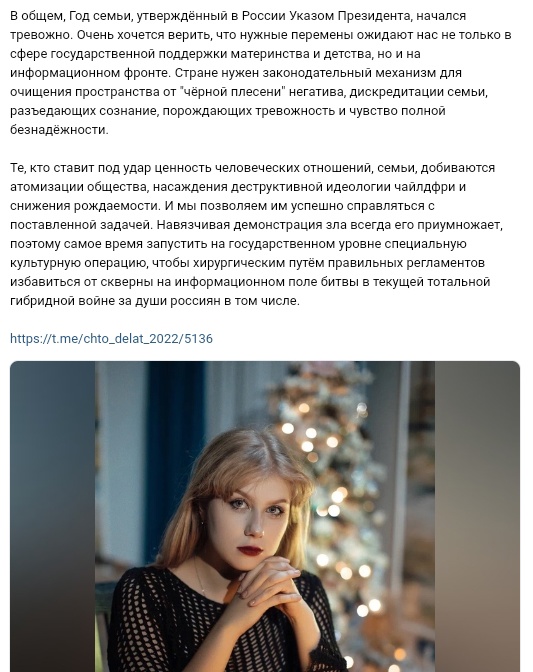 В общем, Год семьи, утверждённый в России Указом Президента, начался
тревожно. Очень хочется верить, что нужные перемены ожидают нас не только в
сфере государственной поддержки материнства и детства, но и на
информационном фронте. Стране нужен законодательный механизм для
очищения пространства от "чёрной плесени" негатива, дискредитации семьи,
разъедающих сознание, порождающих тревожность и чувство полной
безнадёжности.
Те, кто ставит под удар ценность человеческих отношений, семьи, добиваются
атомизации общества, насаждения деструктивной идеологии чайлдфри и
снижения рождаемости. И мы позволяем им успешно справляться с
поставленной задачей. Навязчивая демонстрация зла всегда его приумножает,
поэтому самое время запустить на государственном уровне специальную
культурную операцию, чтобы хирургическим путём правильных регламентов
избавиться от скверны на информационном поле битвы в текущей тотальной
гибридной войне за души россиян в том числе.
https://t.me/chto_delat_2022/5136